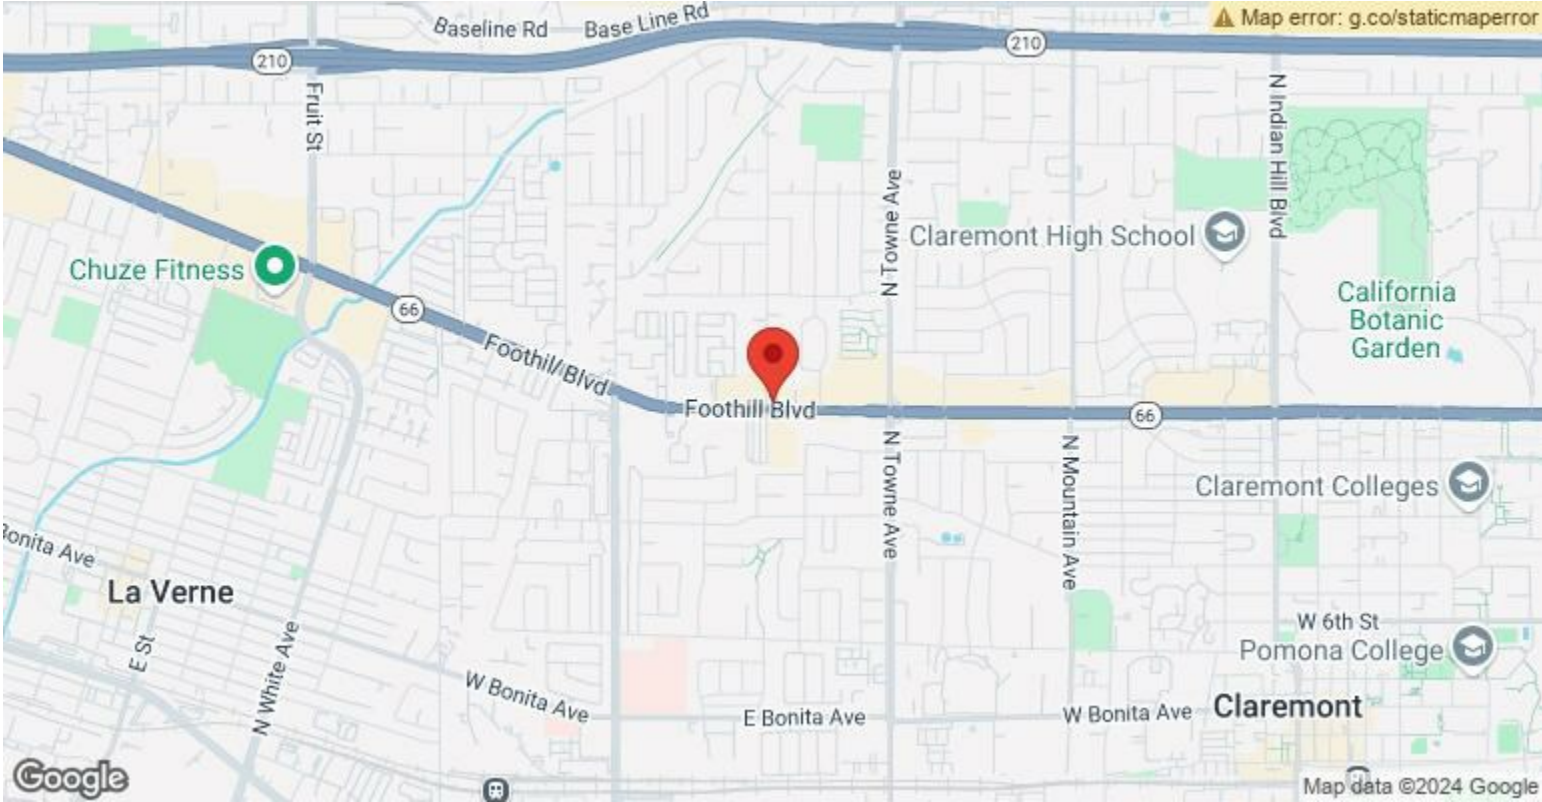 Baseline Rd
Base Line Rd
Map error: g.co/staticmaperror
210
210
Fruit St
N Indian Hill Blvd
N Towne Ave
Claremont High School
Chuze Fitness
66
California
Botanic
Garden
Foothill Blvd
Foothill Blvd
66
N Towne Ave
N Mountain Ave
Claremont Colleges
Bonita Ave
La Verne
E St
N White Ave
W 6th St
Pomona College
W Bonita Ave
E Bonita Ave
W Bonita Ave
Claremont
Google
Map data ©2024 Google